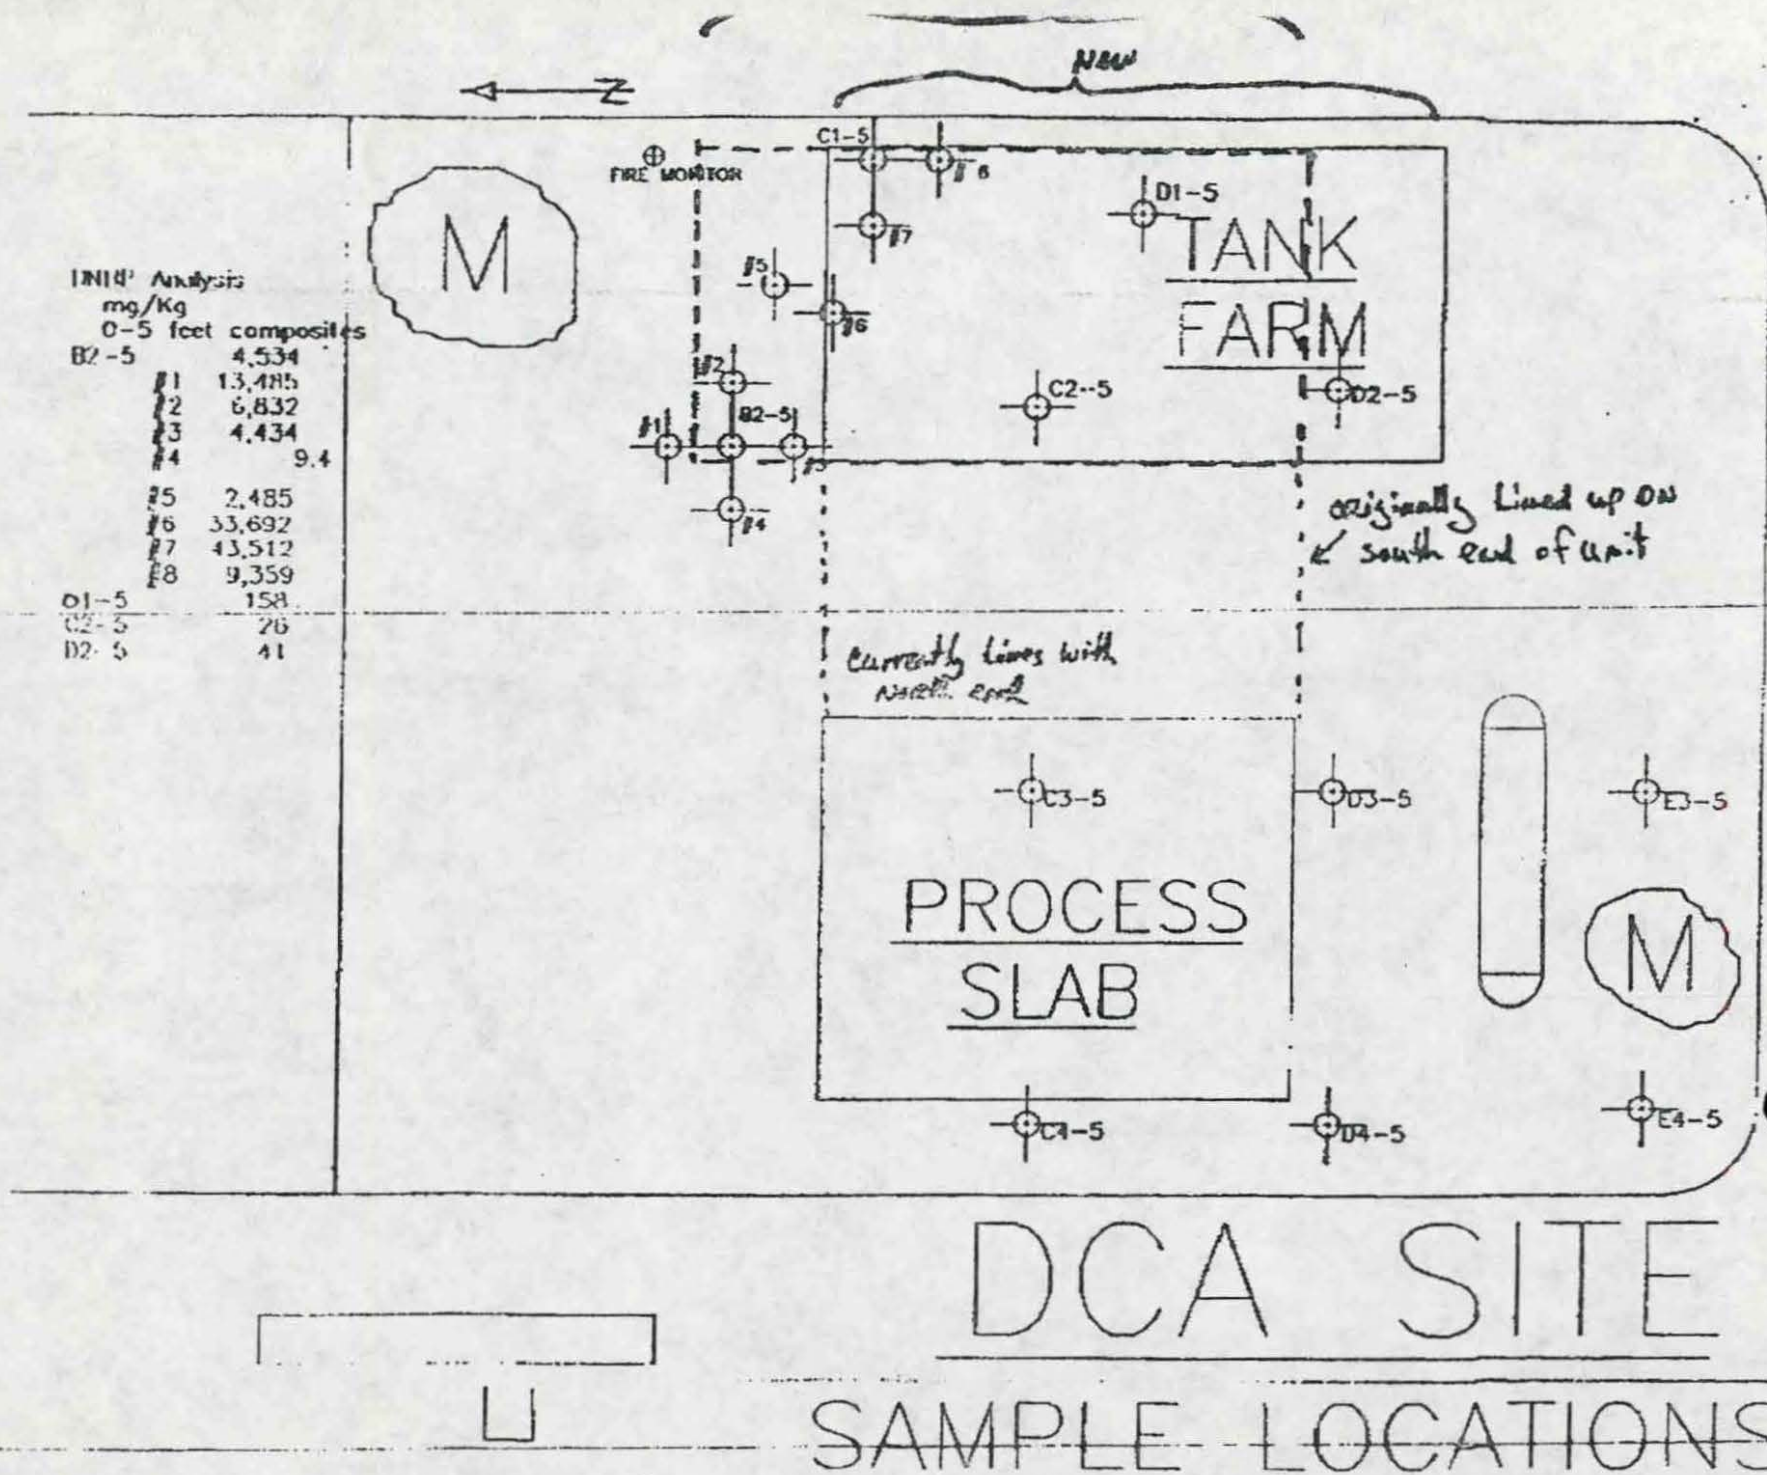 New
N
C1-5
FIRE MONITOR
#6
D1-5
#7
M
TANK
FARM
#5
#6
DNIRP Analysis
mg/Kg
0-5 feet composites
B2-5 4,534
#1 13,485
#2 6,832
#3 4,434
#4 9.4
#5 2,485
#6 33,692
#7 43,512
#8 9,359
D1-5 158
C2-5 26
D2-5 41
#2
C2-5
D2-5
#1
B2-5
#3
#4
originally Lined up on
south end of unit
Currently Lines with
North end
C3-5
D3-5
E3-5
PROCESS
SLAB
M
C4-5
D4-5
E4-5
DCA SITE
SAMPLE LOCATIONS